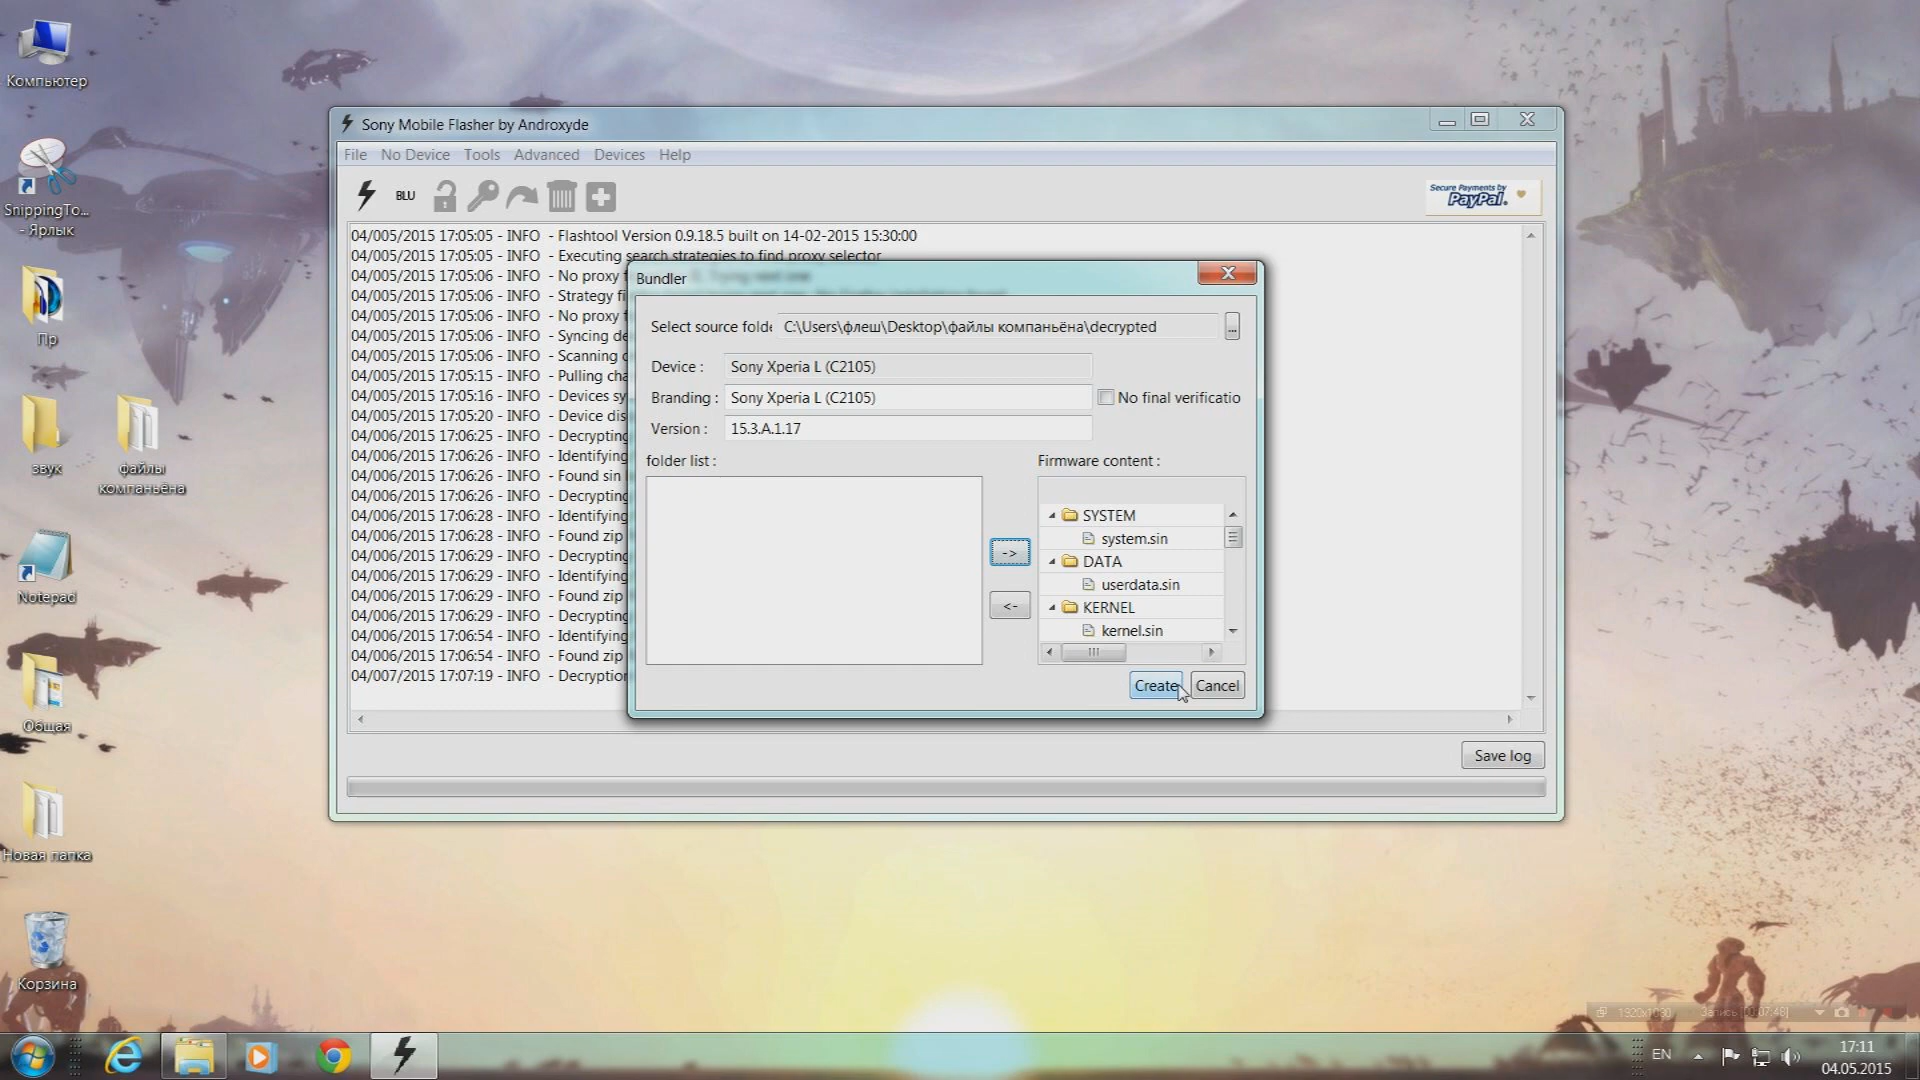 Компьютер
SnippingTo...
- Ярлык
Пр
звук
файлы
компаньёна
Notepad
Общая
Новая папка
Корзина
Sony Mobile Flasher by Androxyde
File No Device Tools Advanced Devices Help
BLU
Secure Payments by
PayPal.
04/005/2015 17:05:05 - INFO - Flashtool Version 0.9.18.5 built on 14-02-2015 15:30:00
04/005/2015 17:05:05 - INFO - Executing search strategies to find proxy selector
04/005/2015 17:05:06 - INFO - No proxy f
04/005/2015 17:05:06 - INFO - Strategy fi
04/005/2015 17:05:06 - INFO - No proxy f
04/005/2015 17:05:06 - INFO - Syncing de
04/005/2015 17:05:06 - INFO - Scanning
04/005/2015 17:05:15 - INFO - Pulling cha
04/005/2015 17:05:16 - INFO - Devices sy
04/005/2015 17:05:20 - INFO - Device dis
04/006/2015 17:06:25 - INFO - Decrypting
04/006/2015 17:06:26 - INFO - Identifying
04/006/2015 17:06:26 - INFO - Found sin
04/006/2015 17:06:26 - INFO - Decrypting
04/006/2015 17:06:28 - INFO - Identifying
04/006/2015 17:06:28 - INFO - Found zip
04/006/2015 17:06:29 - INFO - Decrypting
04/006/2015 17:06:29 - INFO - Identifying
04/006/2015 17:06:29 - INFO - Found zip
04/006/2015 17:06:29 - INFO - Decrypting
04/006/2015 17:06:54 - INFO - Identifying
04/006/2015 17:06:54 - INFO - Found zip
04/007/2015 17:07:19 - INFO - Decryption
Bundler
Select source folde C:\Users\флеш\Desktop\файлы компаньёна\decrypted ...
Device : Sony Xperia L (C2105)
Branding : Sony Xperia L (C2105) No final verificatio
Version : 15.3.A.1.17
folder list : Firmware content :
SYSTEM
system.sin
DATA
userdata.sin
KERNEL
kernel.sin
->
<-
Create Cancel
Save log
1920x1080 Запись [00:07:48]
EN
17:11
04.05.2015